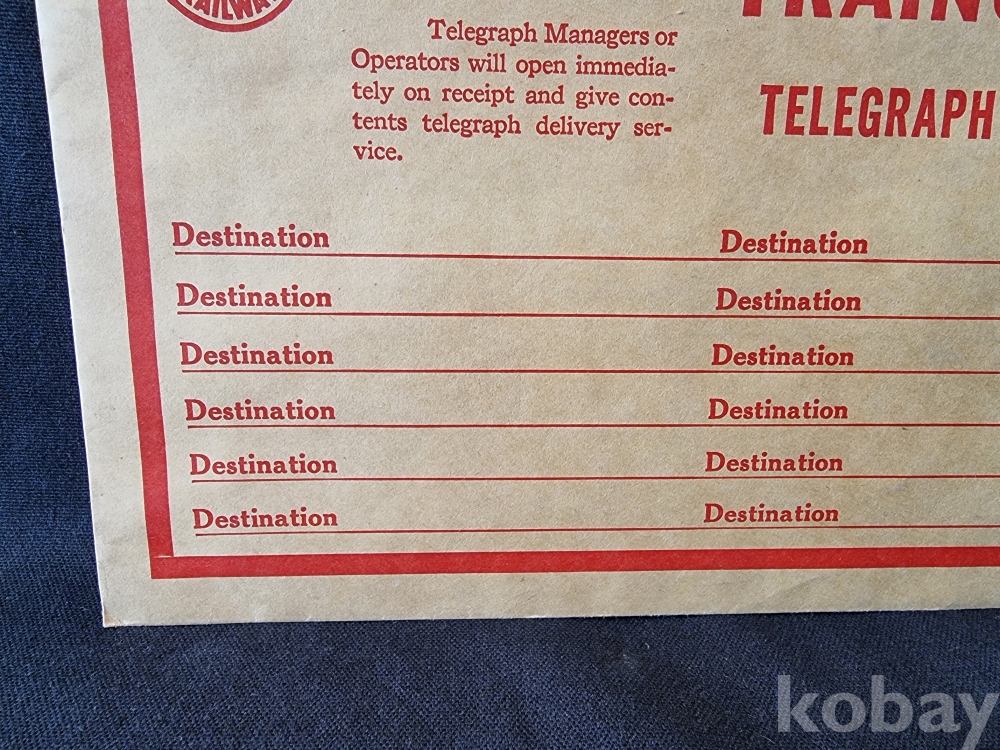 RAILWAY
Telegraph Managers or
Operators will open immedia-
tely on receipt and give con-
tents telegraph delivery ser-
vice.
TELEGRAPH
Destination Destination
Destination Destination
Destination Destination
Destination Destination
Destination Destination
Destination Destination
kobay